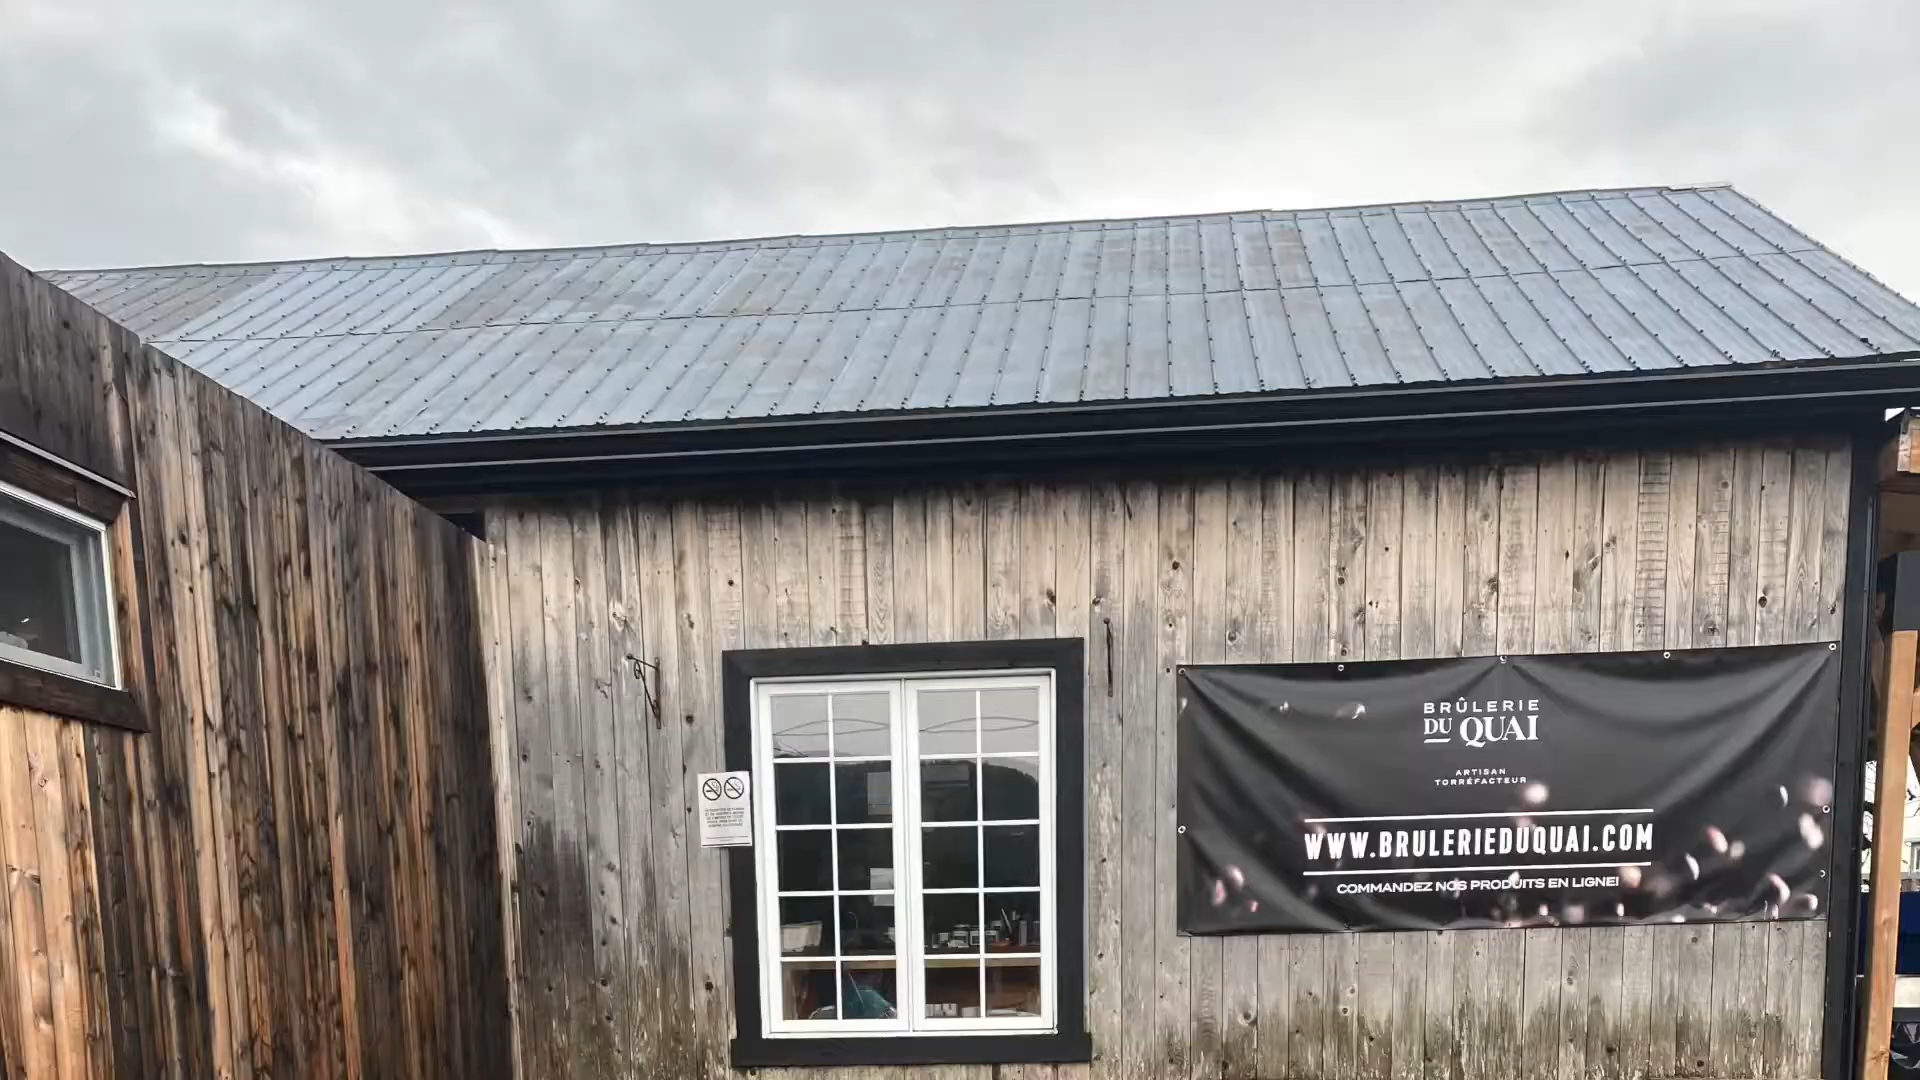 BRÛLERIE
DU QUAI
ARTISAN
TORRÉFACTEUR
WWW.BRULERIEDUQUAI.COM
COMMANDEZ NOS PRODUITS EN LIGNE!